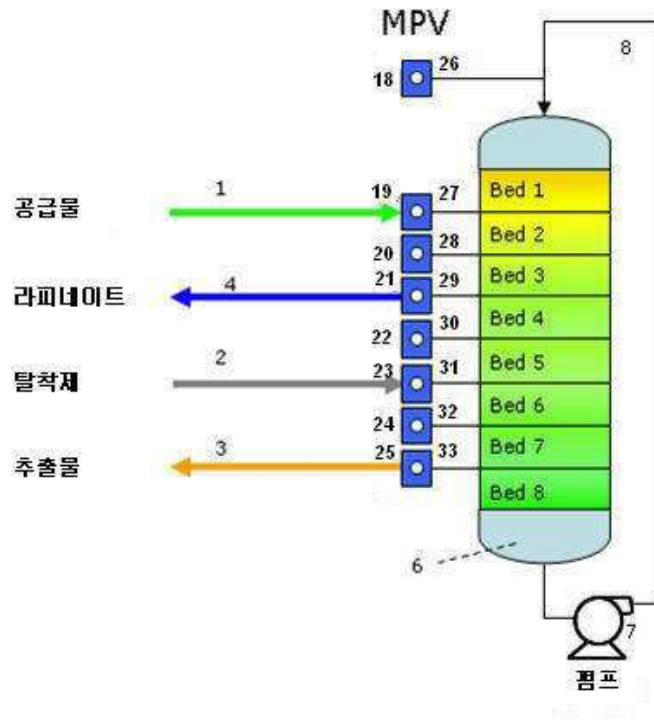 MPV
8
18 26
공급물 1 19 27 Bed 1
20 28 Bed 2
라피네이트 4 21 29 Bed 3
22 30 Bed 4
탈착제 2 23 31 Bed 5
24 32 Bed 6
추출물 3 25 33 Bed 7
Bed 8
6
7
펌프